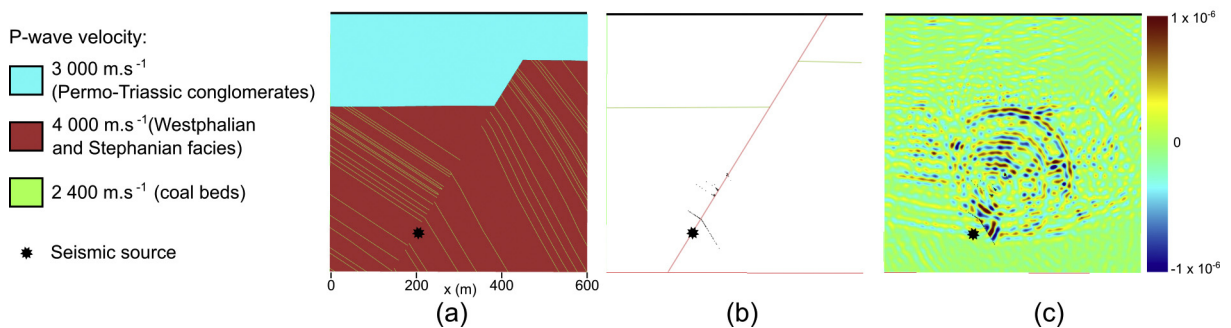 P-wave velocity:
3 000 m.s-1
(Permo-Triassic conglomerates)
4 000 m.s-1(Westphalian
and Stephanian facies)
2 400 m.s-1 (coal beds)
Seismic source
0 200 400 600
x (m)
(a)
(b)
(c)
1 x 10-6
0
-1 x 10-6